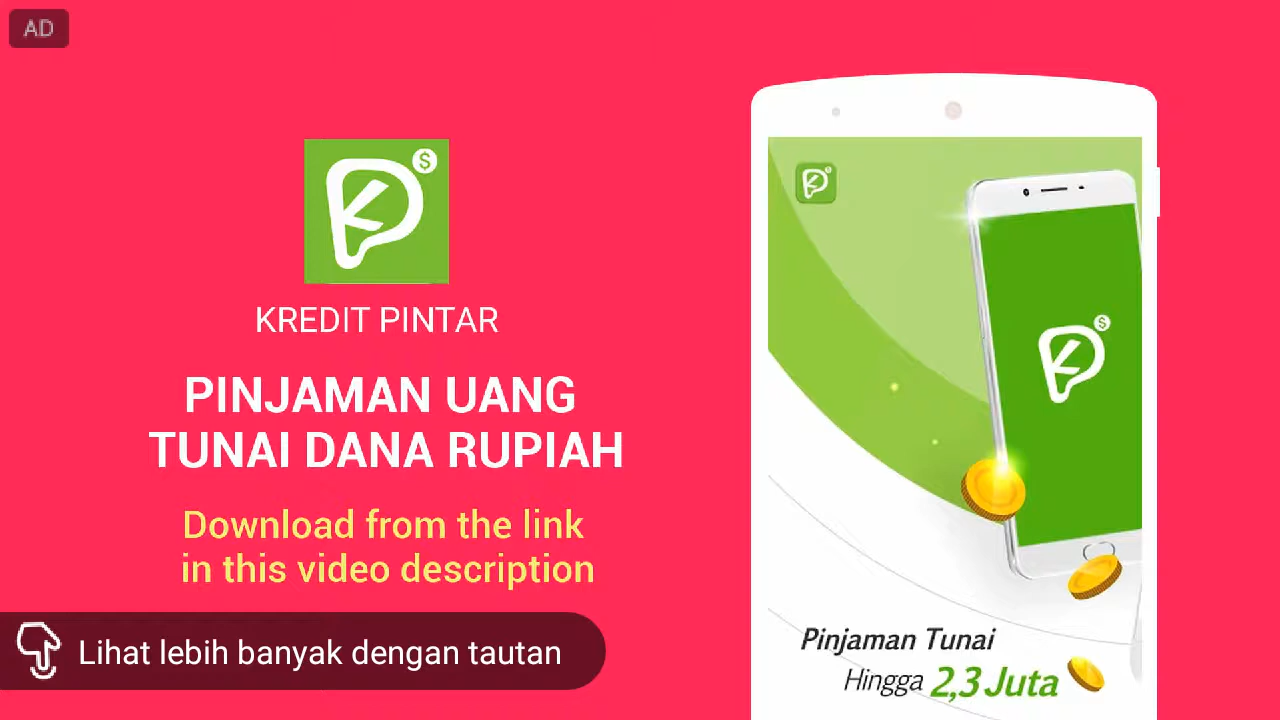 AD
KREDIT PINTAR
PINJAMAN UANG
TUNAI DANA RUPIAH
Download from the link
in this video description
Lihat lebih banyak dengan tautan
Pinjaman Tunai
Hingga 2,3 Juta